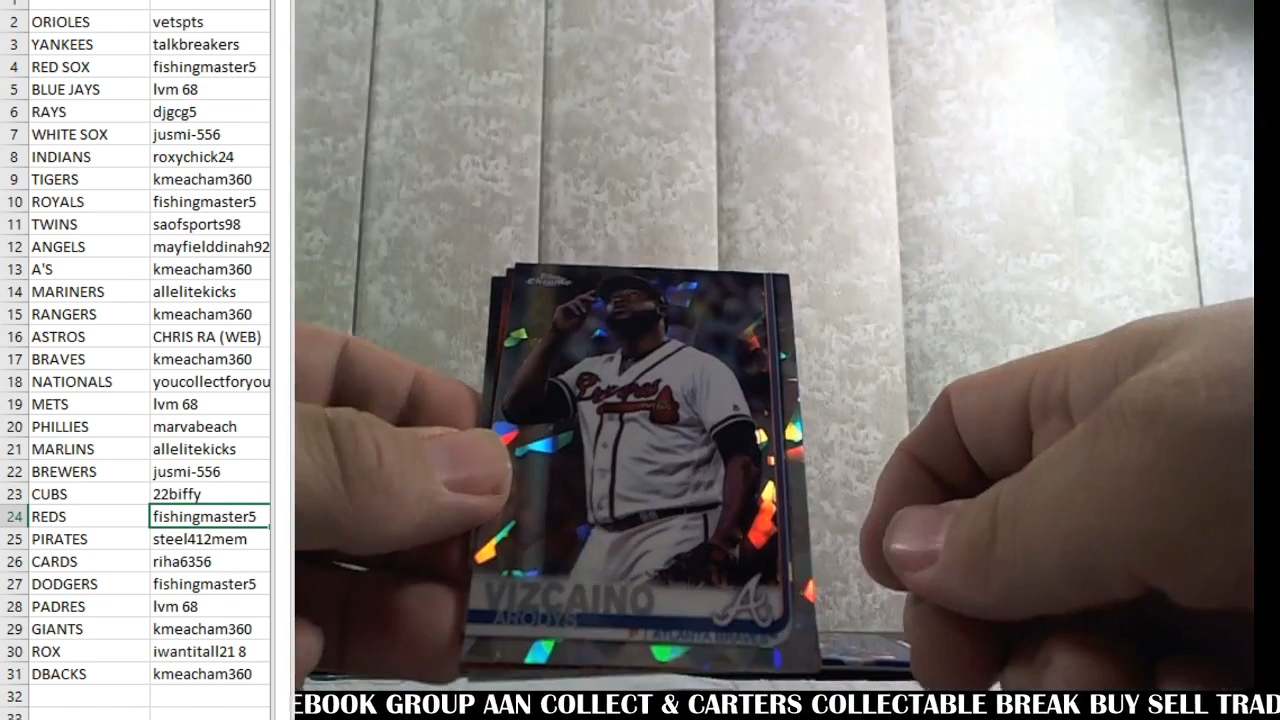 2 ORIOLES vetspts
3 YANKEES talkbreakers
4 RED SOX fishingmaster5
5 BLUE JAYS lvm 68
6 RAYS djgcg5
7 WHITE SOX jusmi-556
8 INDIANS roxychick24
9 TIGERS kmeacham360
10 ROYALS fishingmaster5
11 TWINS saofsports98
12 ANGELS mayfielddinah92
13 A'S kmeacham360
14 MARINERS allelitekicks
15 RANGERS kmeacham360
16 ASTROS CHRIS RA (WEB)
17 BRAVES kmeacham360
18 NATIONALS youcollectforyou
19 METS lvm 68
20 PHILLIES marvabeach
21 MARLINS allelitekicks
22 BREWERS jusmi-556
23 CUBS 22biffy
24 REDS fishingmaster5
25 PIRATES steel412mem
26 CARDS riha6356
27 DODGERS fishingmaster5
28 PADRES lvm 68
29 GIANTS kmeacham360
30 ROX iwantitall21 8
31 DBACKS kmeacham360
32
Chrome
Braves
VIZCAINO
ARODYS
P ATLANTA BRAVES
EBOOK GROUP AAN COLLECT & CARTERS COLLECTABLE BREAK BUY SELL TRAD